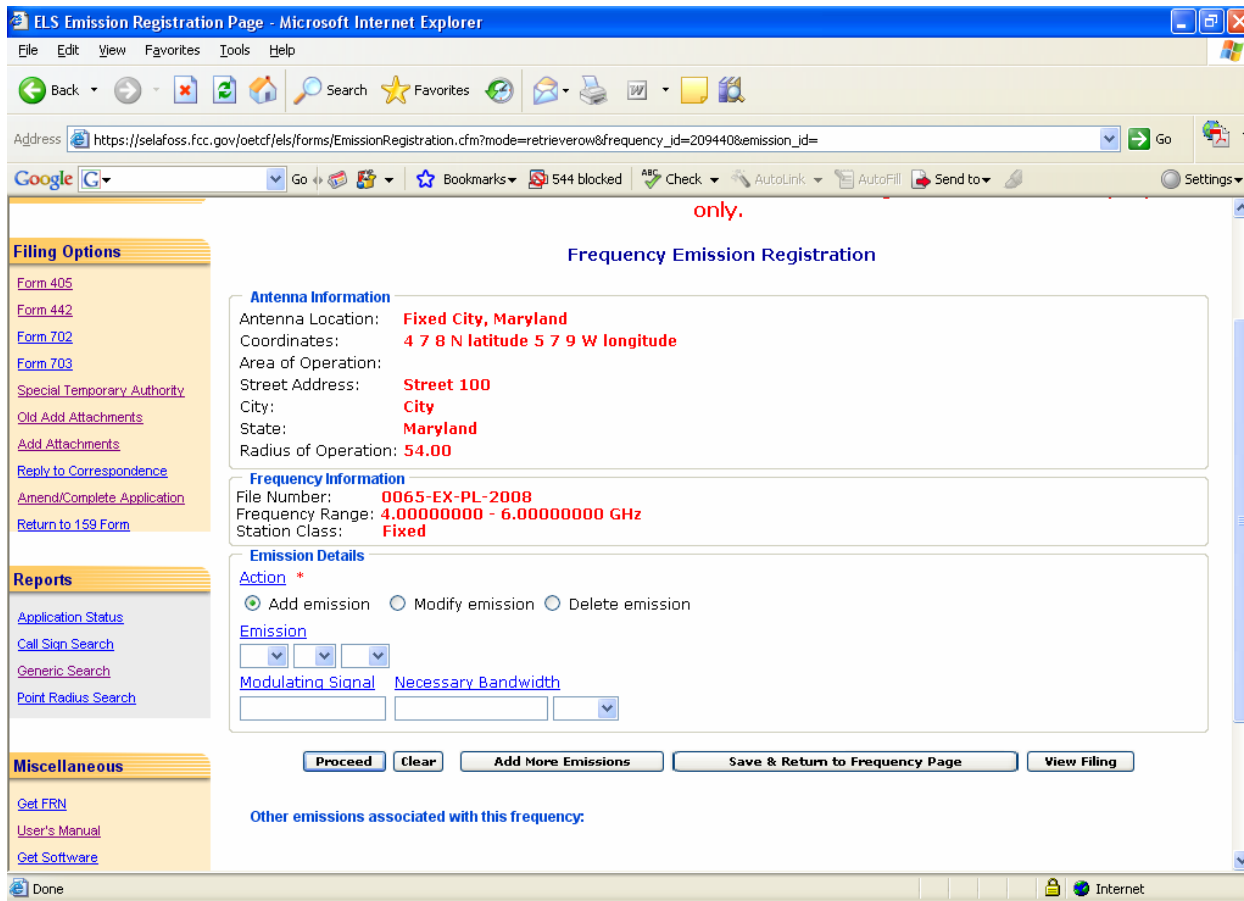 ELS Emission Registration Page - Microsoft Internet Explorer
File Edit View Favorites Tools Help
Back Search Favorites
Address https://selafoss.fcc.gov/oetcf/els/forms/EmissionRegistration.cfm?mode=retrieverow&frequency_id=209440&emission_id= Go
Google G Go Bookmarks 544 blocked ABC Check AutoLink AutoFill Send to Settings
only.
Filing Options
Form 405
Form 442
Form 702
Form 703
Special Temporary Authority
Old Add Attachments
Add Attachments
Reply to Correspondence
Amend/Complete Application
Return to 159 Form
Reports
Application Status
Call Sign Search
Generic Search
Point Radius Search
Miscellaneous
Get FRN
User's Manual
Get Software
Frequency Emission Registration
Antenna Information
Antenna Location: Fixed City, Maryland
Coordinates: 4 7 8 N latitude 5 7 9 W longitude
Area of Operation:
Street Address: Street 100
City: City
State: Maryland
Radius of Operation: 54.00
Frequency Information
File Number: 0065-EX-PL-2008
Frequency Range: 4.00000000 - 6.00000000 GHz
Station Class: Fixed
Emission Details
Action *
Add emission Modify emission Delete emission
Emission
Modulating Signal Necessary Bandwidth
Proceed Clear Add More Emissions Save & Return to Frequency Page View Filing
Other emissions associated with this frequency:
Done Internet